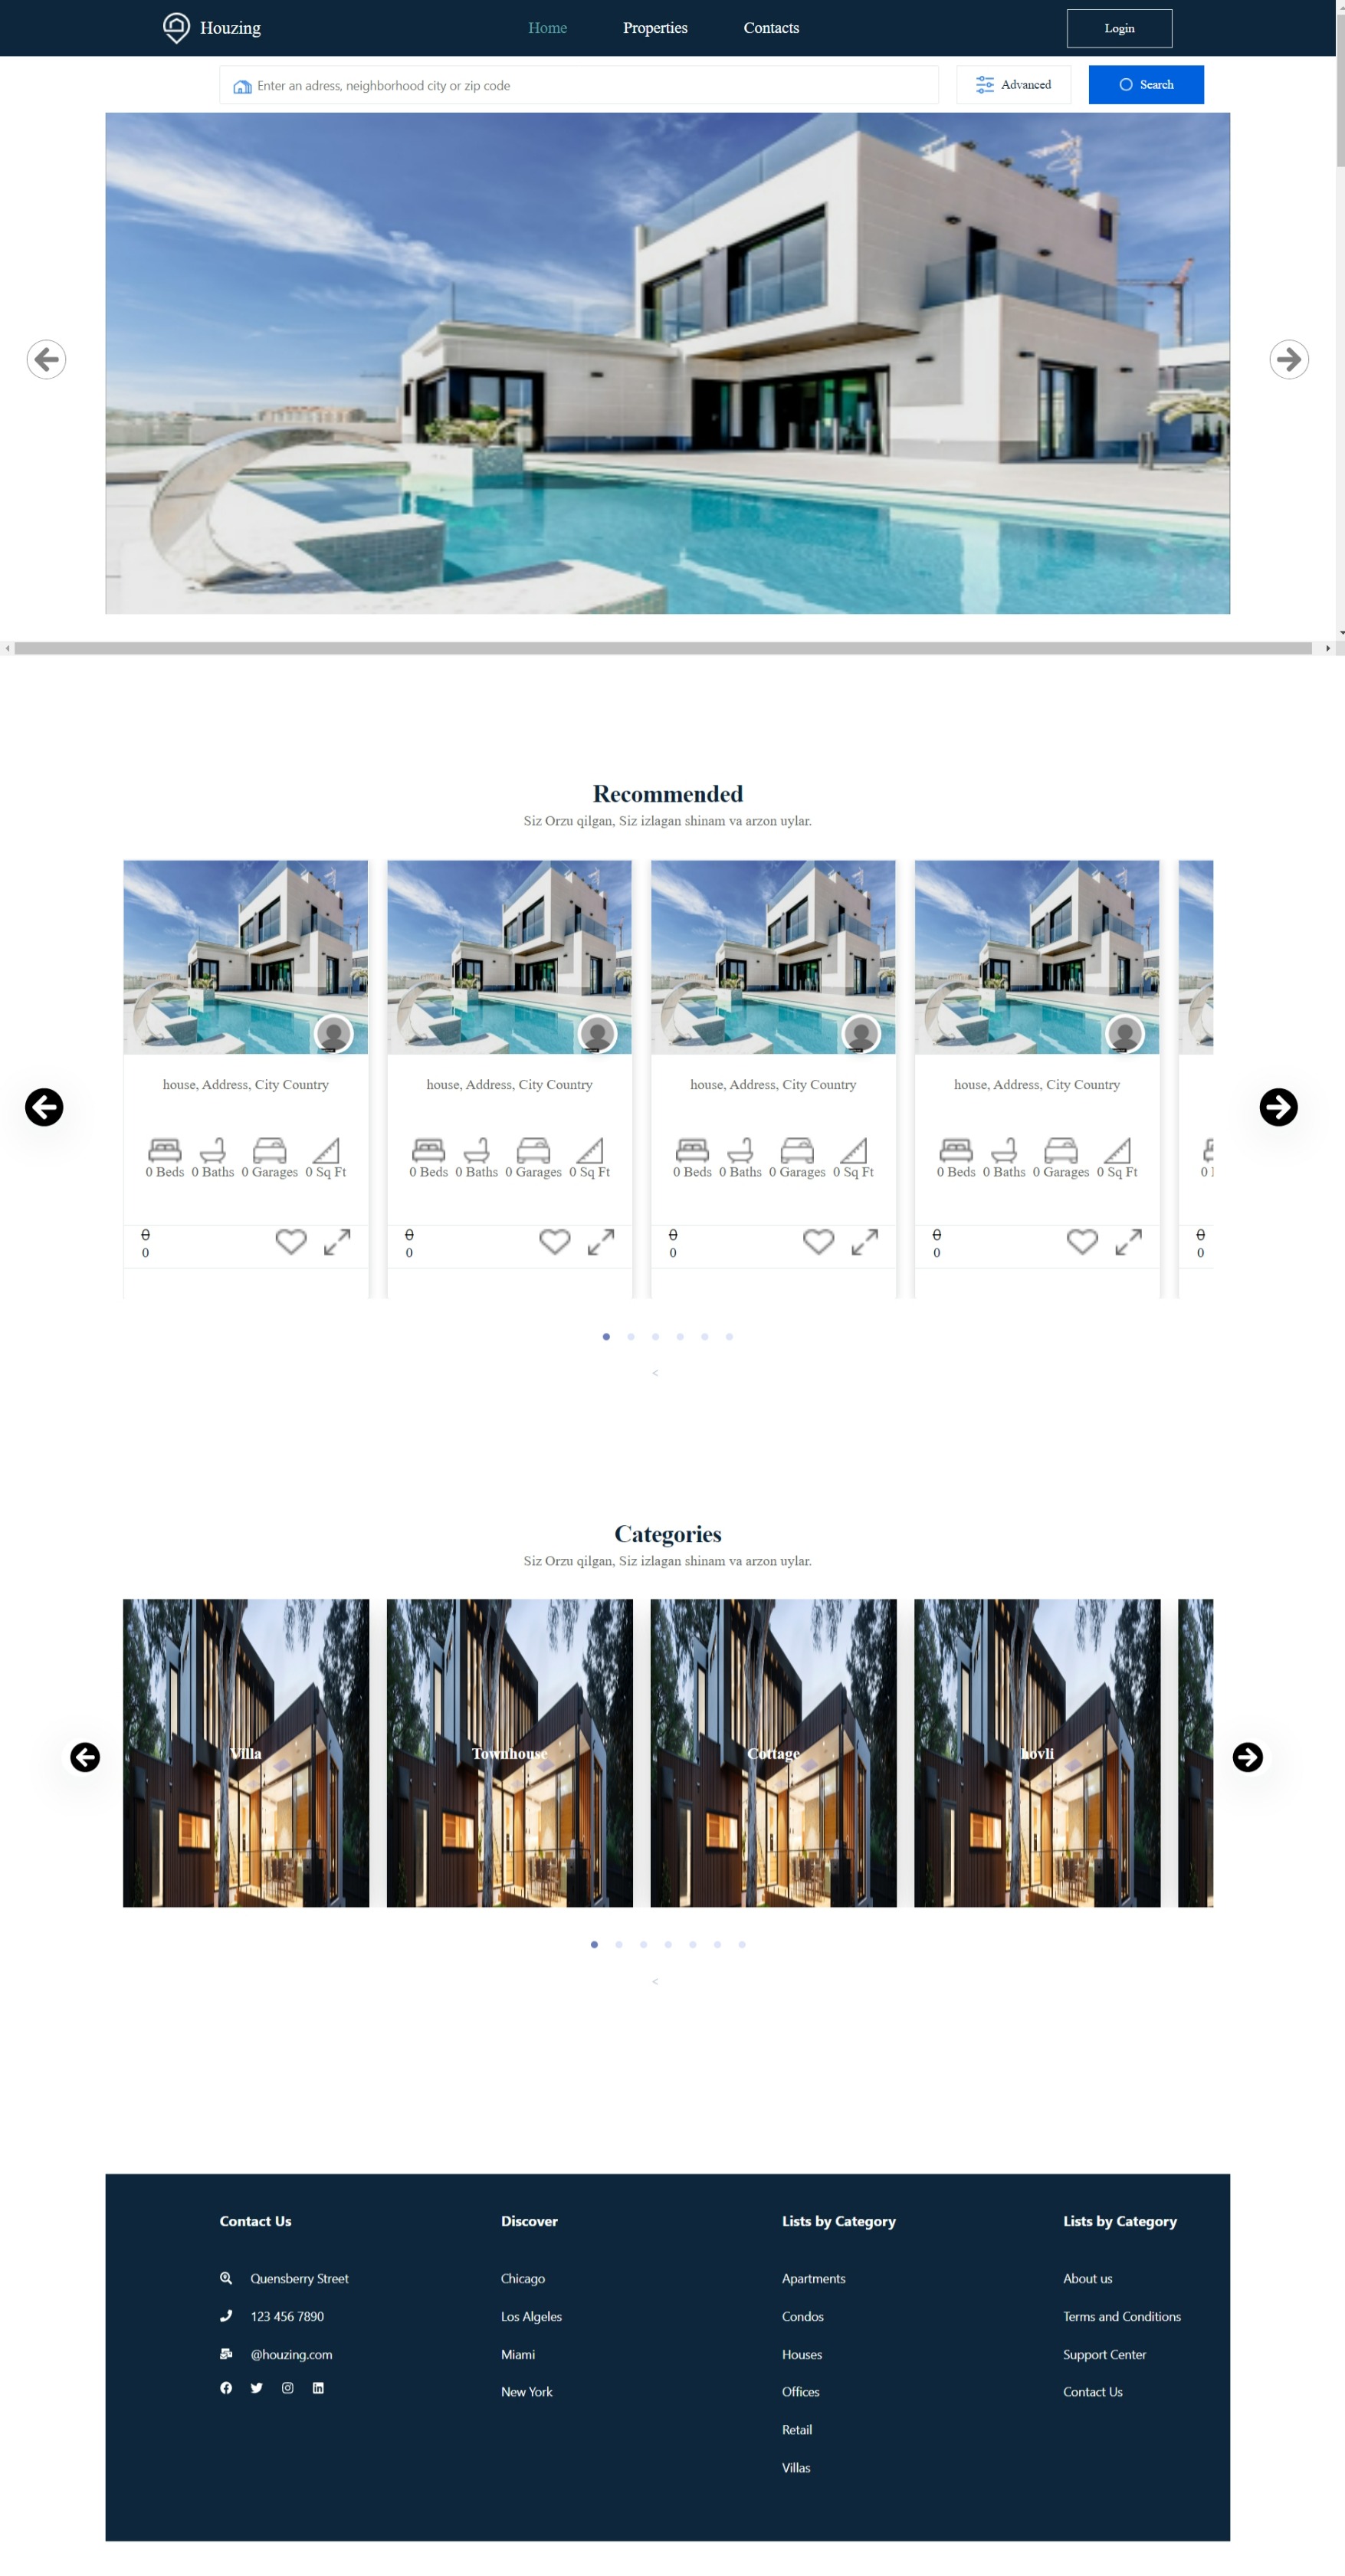 Houzing
Home
Properties
Contacts
Login
Enter an adress, neighborhood city or zip code
Advanced
Search
Recommended
Siz Orzu qilgan, Siz izlagan shinam va arzon uylar.
house, Address, City Country
house, Address, City Country
house, Address, City Country
house, Address, City Country
0 Beds 0 Baths 0 Garages 0 Sq Ft
0 Beds 0 Baths 0 Garages 0 Sq Ft
0 Beds 0 Baths 0 Garages 0 Sq Ft
0 Beds 0 Baths 0 Garages 0 Sq Ft
0
0
0
0
0
0
0
0
0
0
0
<
Categories
Siz Orzu qilgan, Siz izlagan shinam va arzon uylar.
Villa
Townhouse
Cottage
hovli
<
Contact Us
Quensberry Street
123 456 7890
@houzing.com
Discover
Chicago
Los Algeles
Miami
New York
Lists by Category
Apartments
Condos
Houses
Offices
Retail
Villas
Lists by Category
About us
Terms and Conditions
Support Center
Contact Us